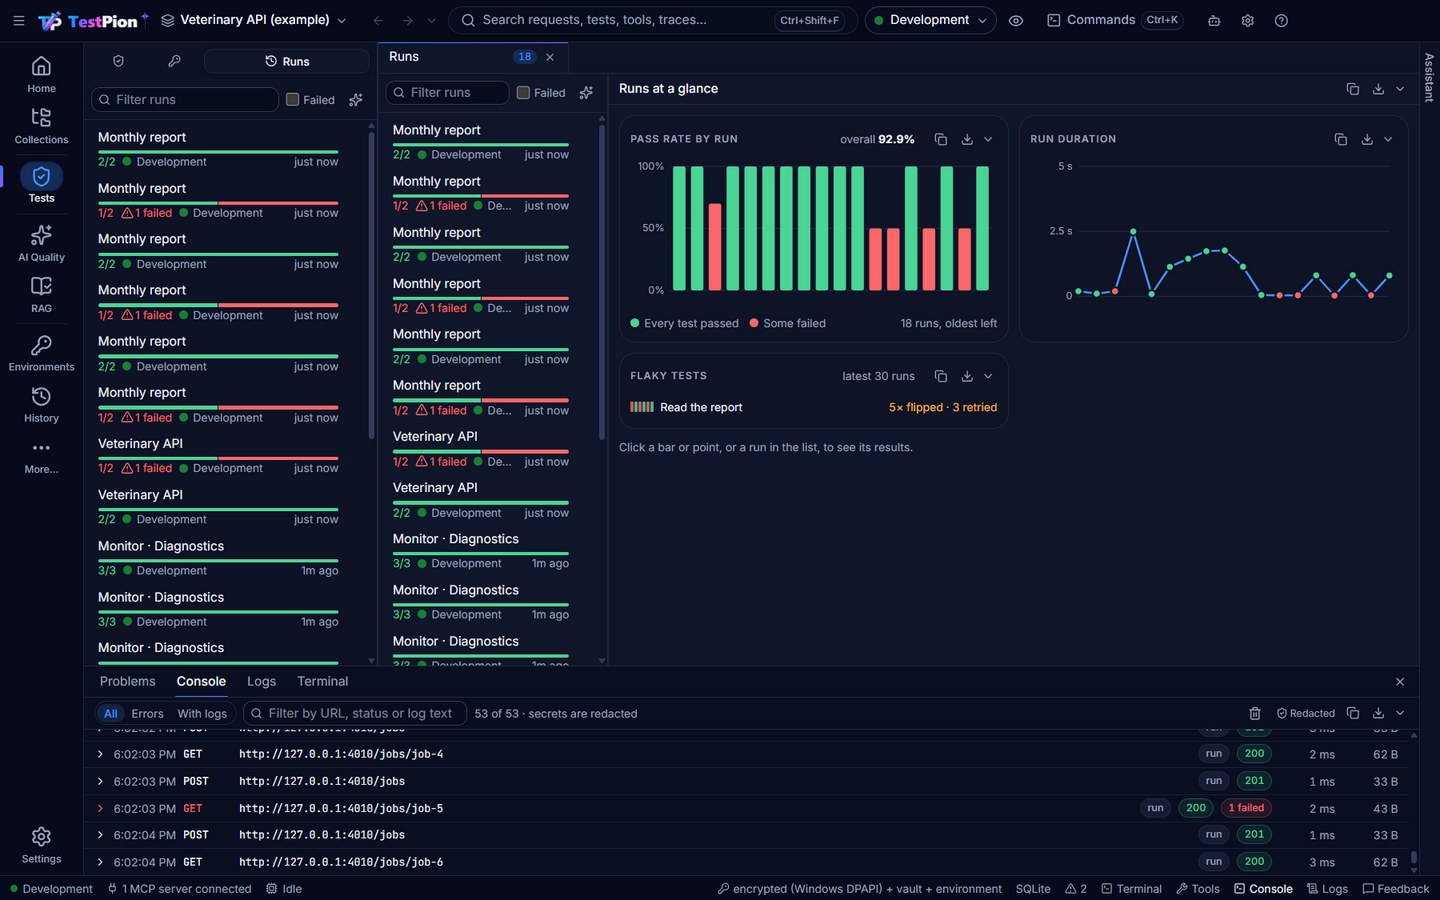 TestPion
Veterinary API (example)
Search requests, tests, tools, traces... Ctrl+Shift+F
Development
Commands Ctrl+K
Home
Collections
Tests
AI Quality
RAG
Environments
History
More...
Settings
Runs
Filter runs Failed
Monthly report
2/2 Development just now
Monthly report
1/2 1 failed Development just now
Monthly report
2/2 Development just now
Monthly report
1/2 1 failed Development just now
Monthly report
2/2 Development just now
Monthly report
1/2 1 failed Development just now
Veterinary API
1/2 1 failed Development just now
Veterinary API
2/2 Development just now
Monitor · Diagnostics
3/3 Development 1m ago
Monitor · Diagnostics
3/3 Development 1m ago
Monitor · Diagnostics
Runs 18
Filter runs Failed
Monthly report
2/2 Development just now
Monthly report
1/2 1 failed De... just now
Monthly report
2/2 Development just now
Monthly report
1/2 1 failed De... just now
Monthly report
2/2 Development just now
Monthly report
1/2 1 failed De... just now
Veterinary API
1/2 1 failed De... just now
Veterinary API
2/2 Development just now
Monitor · Diagnostics
3/3 Development 1m ago
Monitor · Diagnostics
3/3 Development 1m ago
Monitor · Diagnostics
3/3 Development 1m ago
Runs at a glance
PASS RATE BY RUN overall 92.9%
100%
50%
0%
Every test passed Some failed 18 runs, oldest left
RUN DURATION
5 s
2.5 s
0
FLAKY TESTS latest 30 runs
Read the report 5× flipped · 3 retried
Click a bar or point, or a run in the list, to see its results.
Assistant
Problems Console Logs Terminal
All Errors With logs Filter by URL, status or log text 53 of 53 · secrets are redacted Redacted
6:02:03 PM GET http://127.0.0.1:4010/jobs/job-4 run 200 2 ms 62 B
6:02:03 PM POST http://127.0.0.1:4010/jobs run 201 1 ms 33 B
6:02:03 PM GET http://127.0.0.1:4010/jobs/job-5 run 200 1 failed 2 ms 43 B
6:02:04 PM POST http://127.0.0.1:4010/jobs run 201 1 ms 33 B
6:02:04 PM GET http://127.0.0.1:4010/jobs/job-6 run 200 3 ms 62 B
Development 1 MCP server connected Idle encrypted (Windows DPAPI) + vault + environment SQLite 2 Terminal Tools Console Logs Feedback